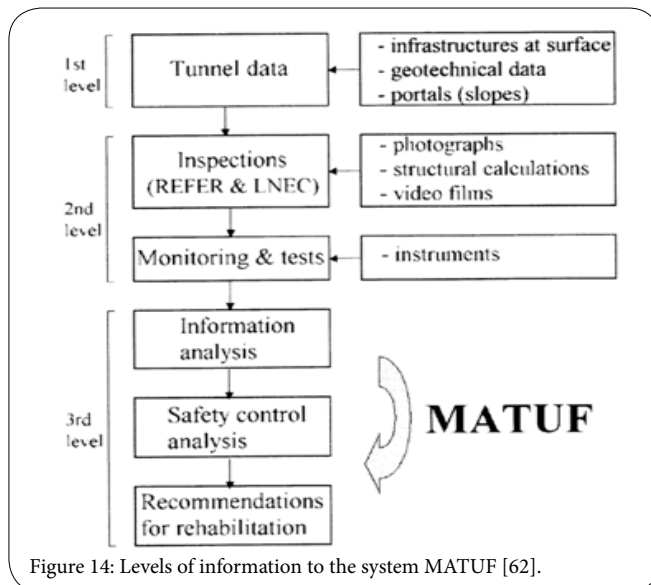 1st
level
Tunnel data
- infrastructures at surface
- geotechnical data
- portals (slopes)
2nd
level
Inspections
(REFER & LNEC)
- photographs
- structural calculations
- video films
Monitoring & tests
- instruments
3rd
level
Information
analysis
Safety control
analysis
Recommendations
for rehabilitation
MATUF
Figure 14: Levels of information to the system MATUF [62].